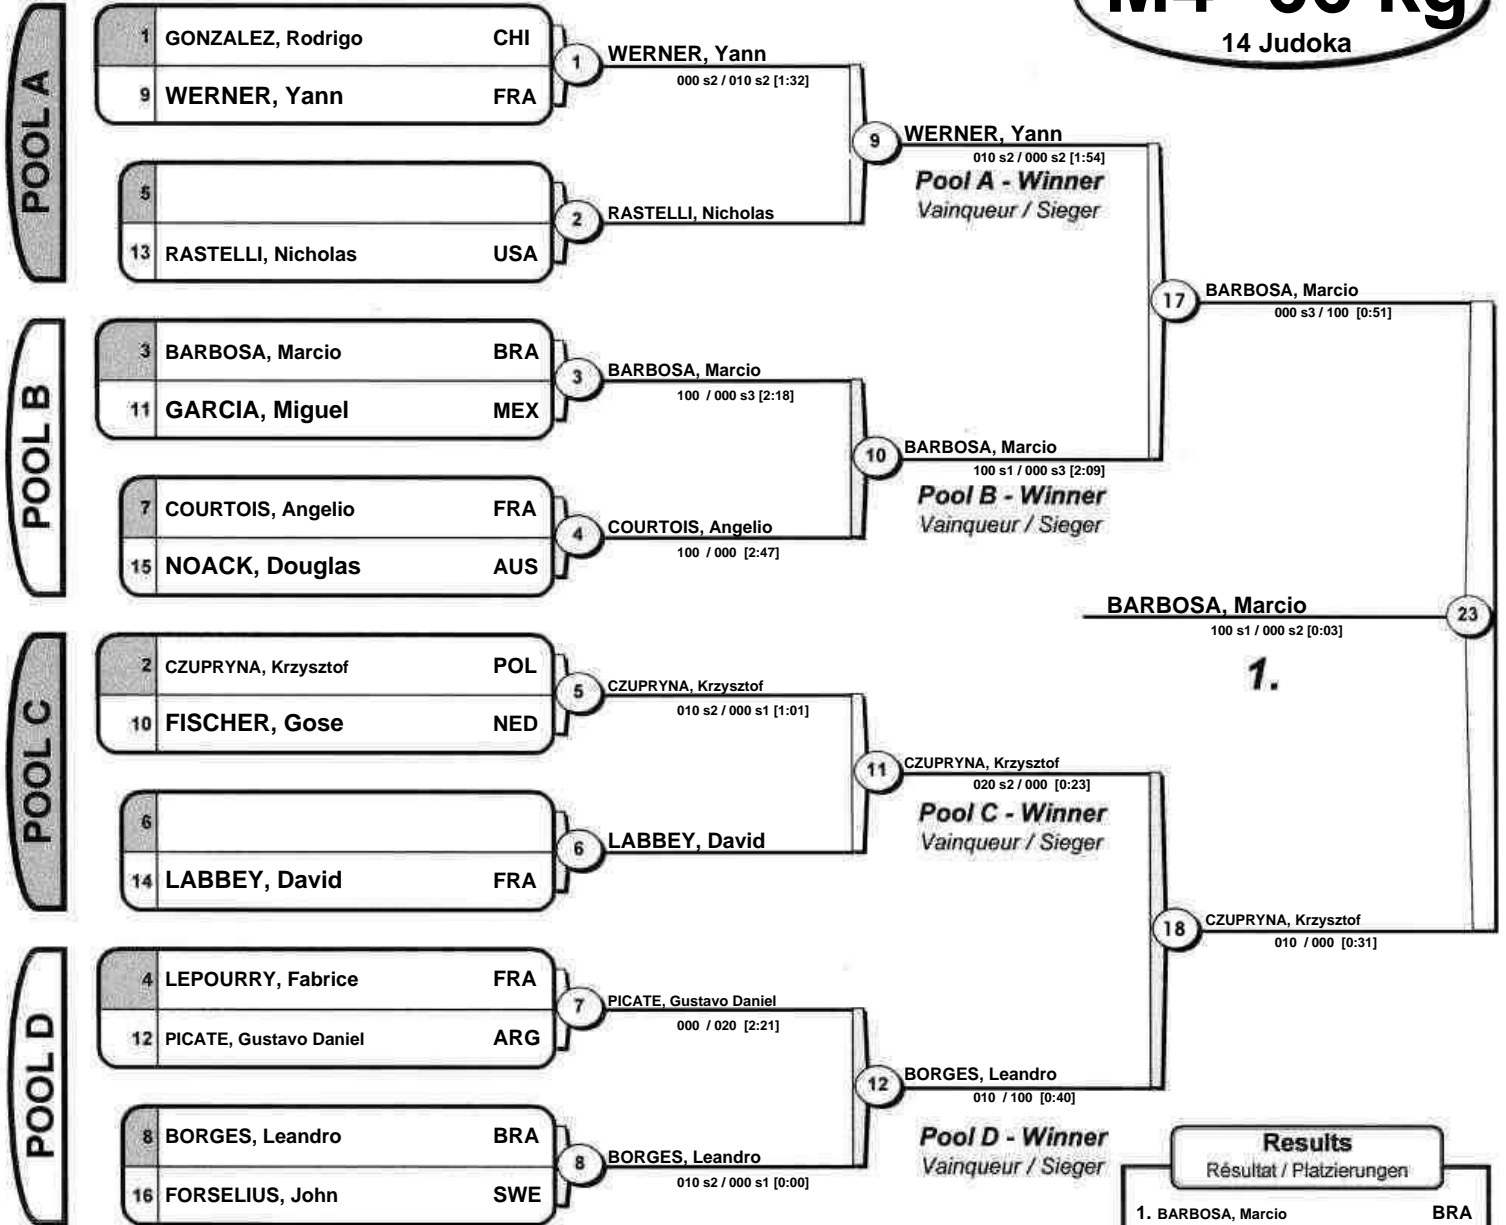 M4 -66 kg
14 Judoka
POOL A
1 GONZALEZ, Rodrigo CHI
9 WERNER, Yann FRA
1
WERNER, Yann
000 s2 / 010 s2 [1:32]
5
13 RASTELLI, Nicholas USA
2
RASTELLI, Nicholas
9
WERNER, Yann
010 s2 / 000 s2 [1:54]
Pool A - Winner
Vainqueur / Sieger
POOL B
3 BARBOSA, Marcio BRA
11 GARCIA, Miguel MEX
3
BARBOSA, Marcio
100 / 000 s3 [2:18]
7 COURTOIS, Angelio FRA
15 NOACK, Douglas AUS
4
COURTOIS, Angelio
100 / 000 [2:47]
10
BARBOSA, Marcio
100 s1 / 000 s3 [2:09]
Pool B - Winner
Vainqueur / Sieger
17
BARBOSA, Marcio
000 s3 / 100 [0:51]
BARBOSA, Marcio
23
100 s1 / 000 s2 [0:03]
1.
POOL C
2 CZUPRYNA, Krzysztof POL
10 FISCHER, Gose NED
5
CZUPRYNA, Krzysztof
010 s2 / 000 s1 [1:01]
6
14 LABBEY, David FRA
6
LABBEY, David
11
CZUPRYNA, Krzysztof
020 s2 / 000 [0:23]
Pool C - Winner
Vainqueur / Sieger
POOL D
4 LEPOURRY, Fabrice FRA
12 PICATE, Gustavo Daniel ARG
7
PICATE, Gustavo Daniel
000 / 020 [2:21]
8 BORGES, Leandro BRA
16 FORSELIUS, John SWE
8
BORGES, Leandro
010 s2 / 000 s1 [0:00]
12
BORGES, Leandro
010 / 100 [0:40]
Pool D - Winner
Vainqueur / Sieger
18
CZUPRYNA, Krzysztof
010 / 000 [0:31]
Results
Résultat / Platzierungen
1. BARBOSA, Marcio BRA